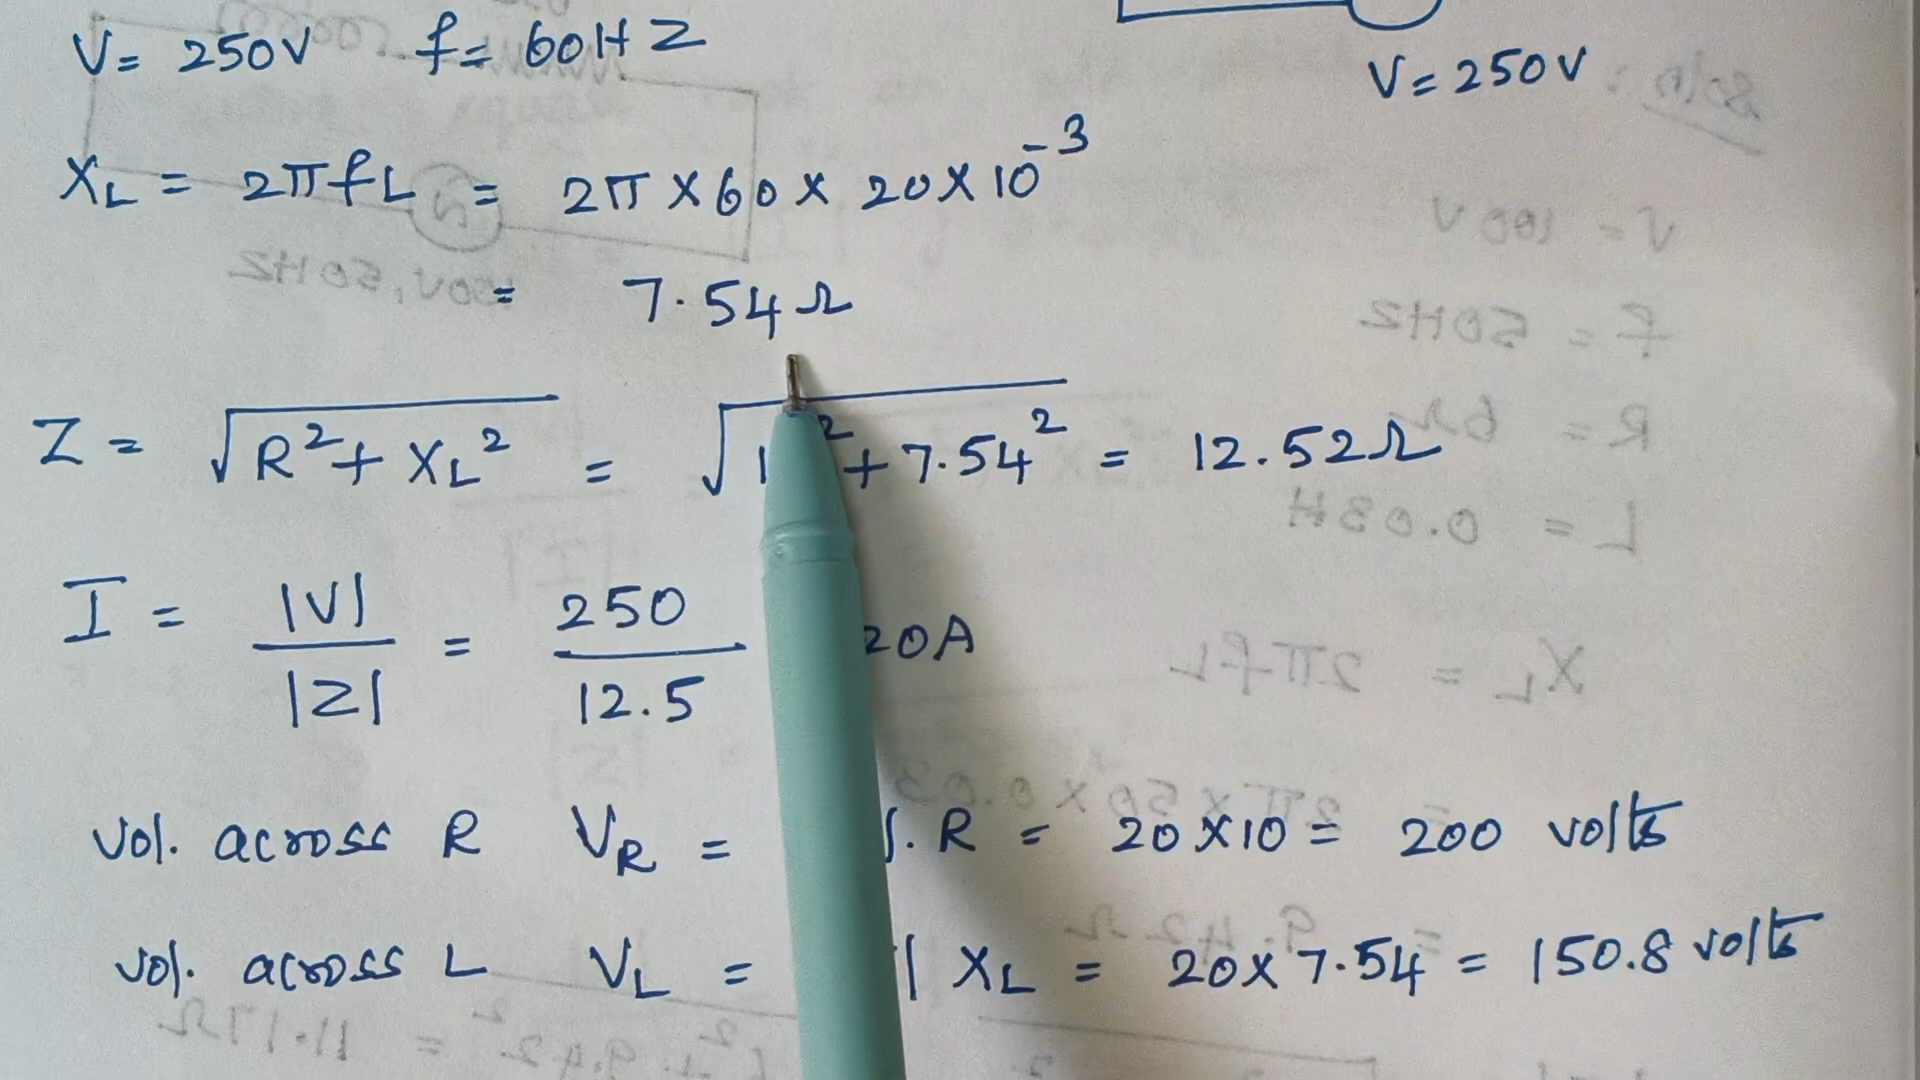 V = 250V f = 60HZ
V = 250V
XL = 2πfL = 2π × 60 × 20 × 10⁻³
= 7.54Ω
Z = √R² + XL² = √1 ² + 7.54² = 12.52Ω
I = |V| / |Z| = 250 / 12.5 20A
Vol. across R VR = . R = 20 × 10 = 200 volts
Vol. across L VL = | XL = 20 × 7.54 = 150.8 volts